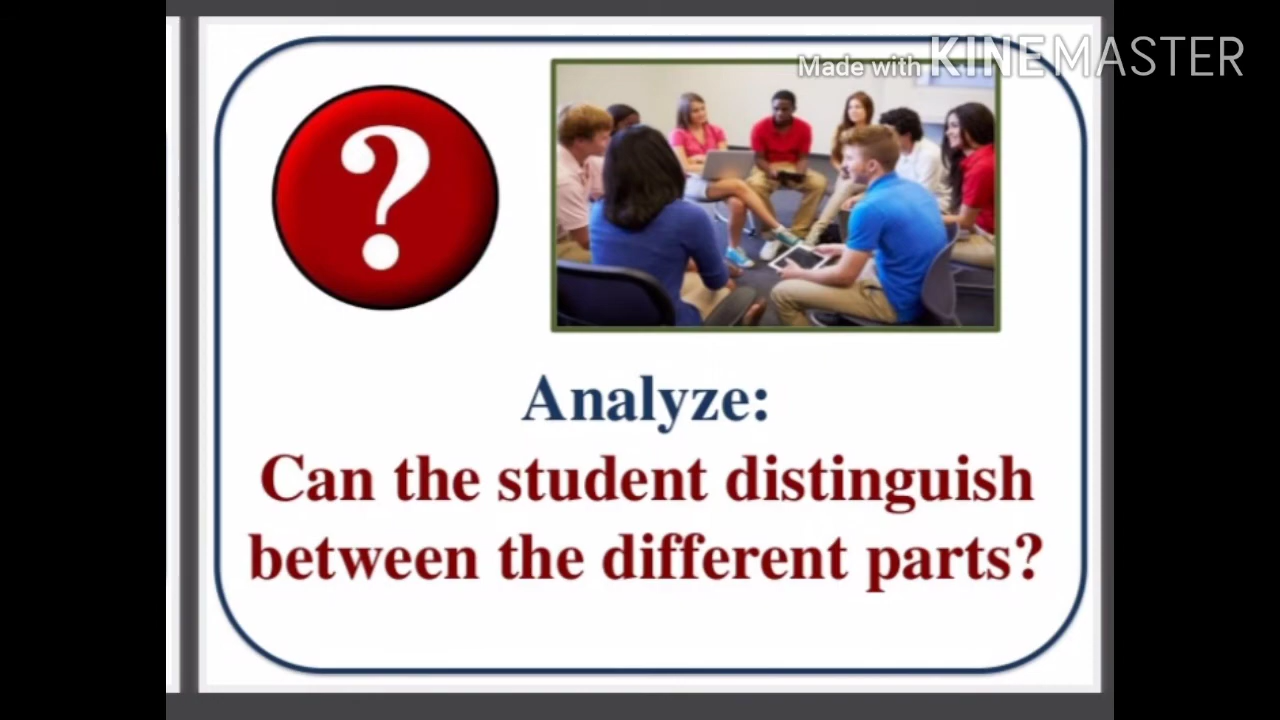 Made with KINEMASTER
?
Analyze:
Can the student distinguish
between the different parts?